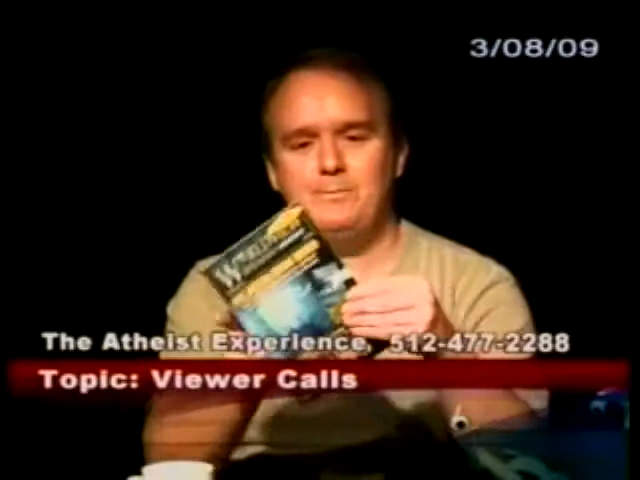 3/08/09
The Atheist Experience, 512-477-2288
Topic: Viewer Calls